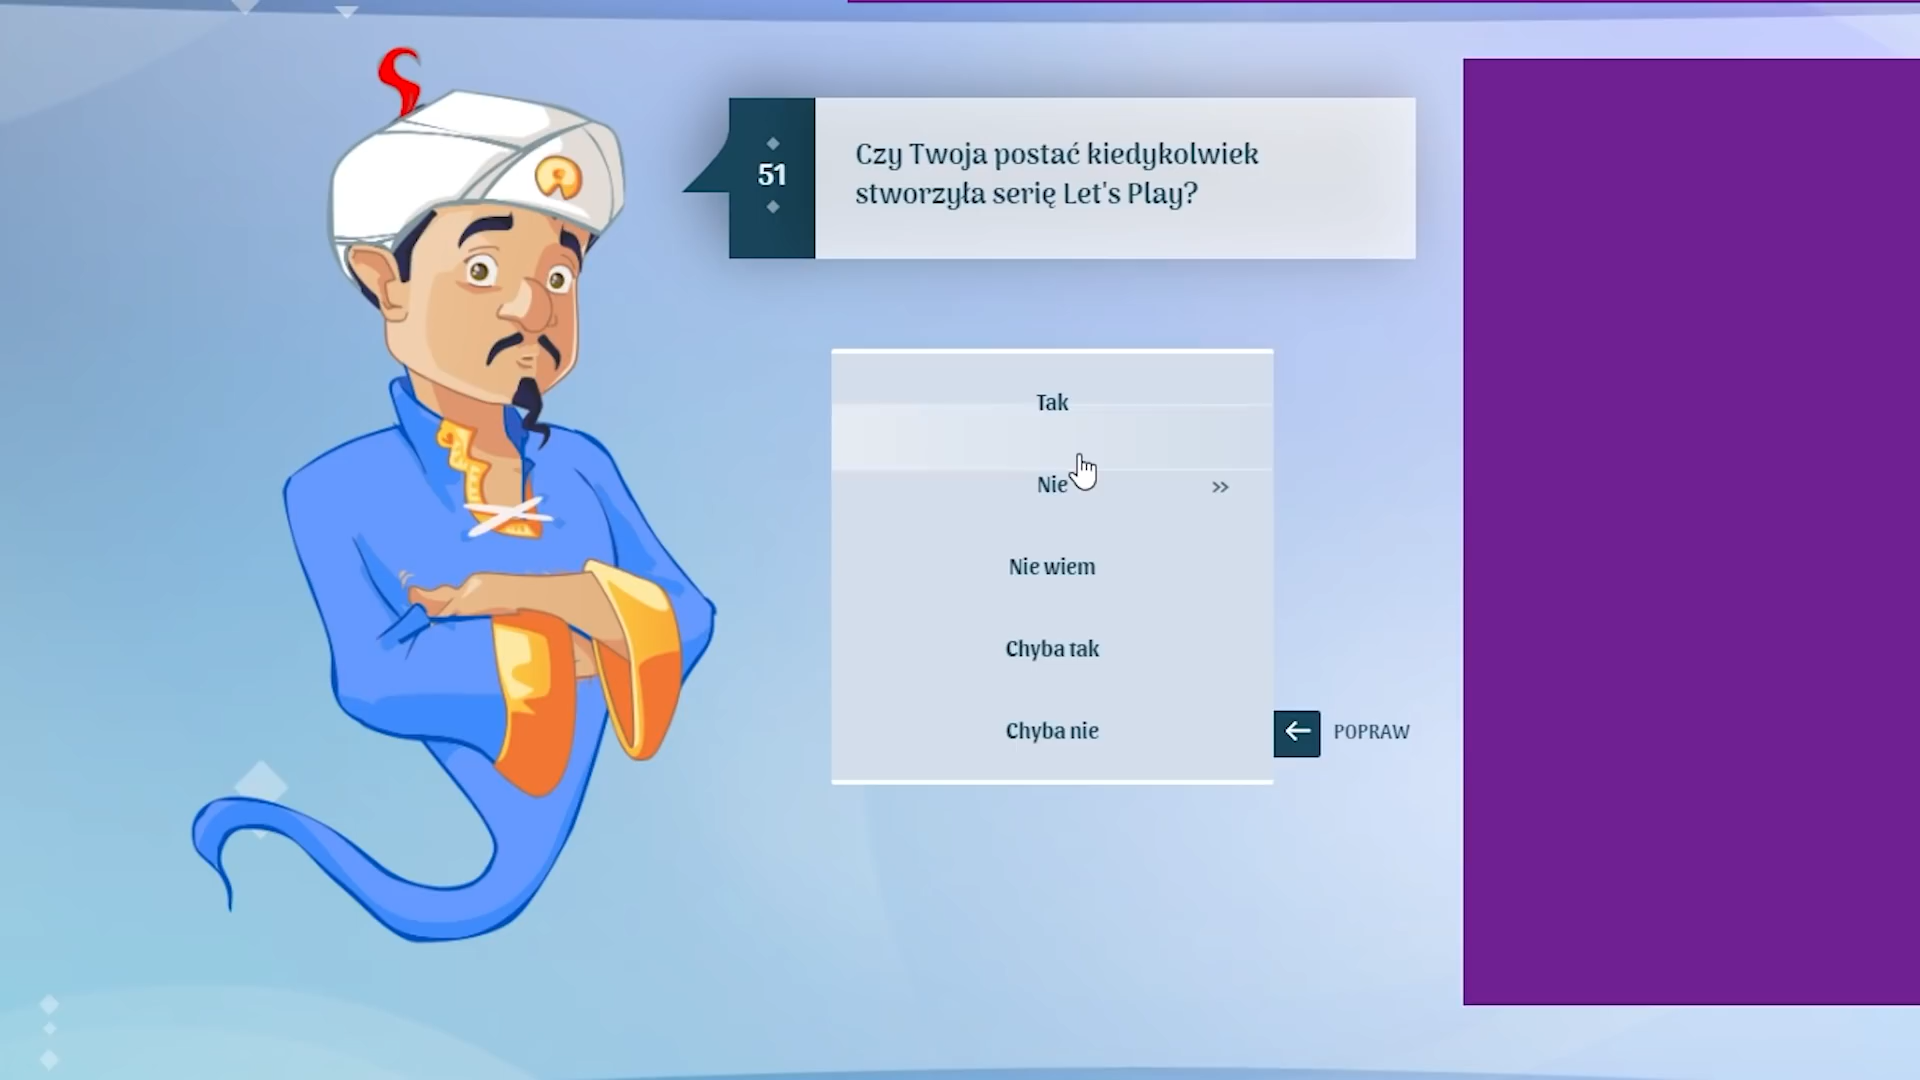 51
Czy Twoja postać kiedykolwiek
stworzyła serię Let's Play?
Tak
Nie
Nie wiem
Chyba tak
Chyba nie
POPRAW